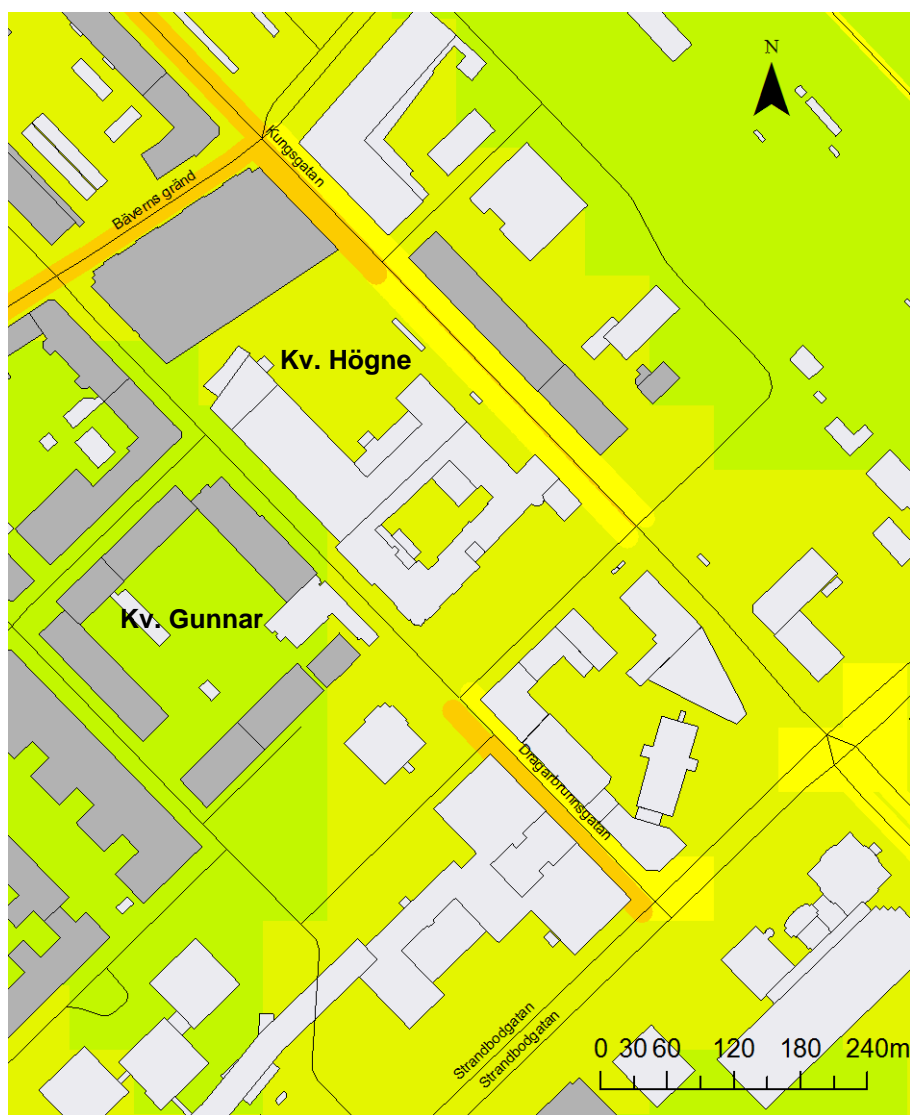 N
Kungsgatan
Bäverns gränd
Kv. Högne
Kv. Gunnar
Dragarbrunnsgatan
Strandbodgatan
Strandbodgatan
0 30 60 120 180 240m